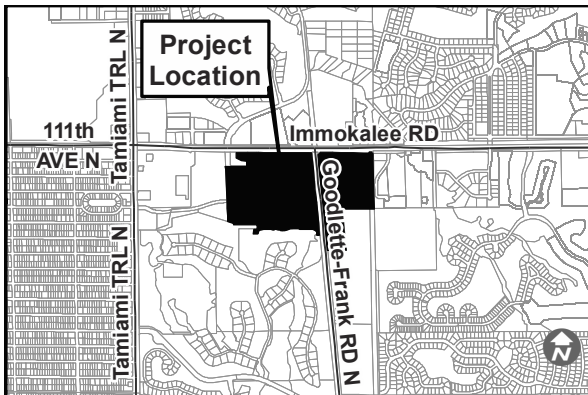 Project
Location
111th
AVE N
Immokalee RD
Tamiami TRL N
Tamiami TRL N
Goodlette-Frank RD N
N